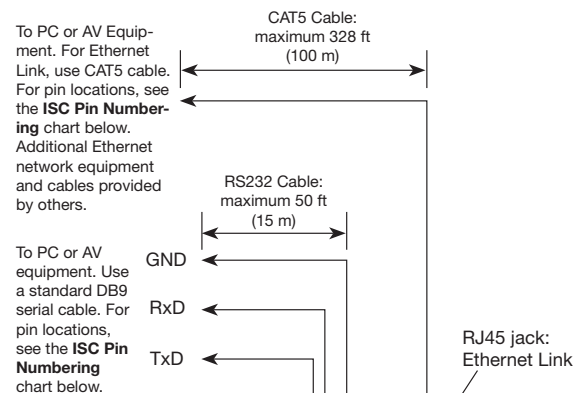 To PC or AV Equip-
ment. For Ethernet
Link, use CAT5 cable.
For pin locations, see
the ISC Pin Number-
ing chart below.
Additional Ethernet
network equipment
and cables provided
by others.
CAT5 Cable:
maximum 328 ft
(100 m)
RS232 Cable:
maximum 50 ft
(15 m)
To PC or AV
equipment. Use
a standard DB9
serial cable. For
pin locations,
see the ISC Pin
Numbering
chart below.
GND
RxD
TxD
RJ45 jack:
Ethernet Link